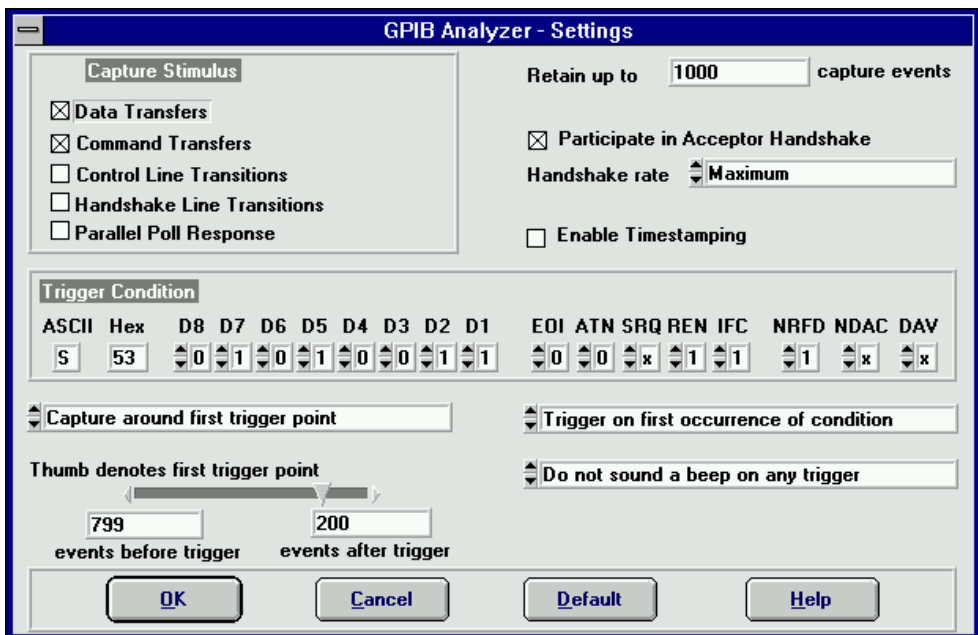 GPIB Analyzer - Settings
Capture Stimulus
Data Transfers
Command Transfers
Control Line Transitions
Handshake Line Transitions
Parallel Poll Response
Retain up to 1000 capture events
Participate in Acceptor Handshake
Handshake rate Maximum
Enable Timestamping
Trigger Condition
ASCII Hex D8 D7 D6 D5 D4 D3 D2 D1 EOI ATN SRQ REN IFC NRFD NDAC DAV
S 53 0 1 0 1 0 0 1 1 0 0 x 1 1 1 x x
Capture around first trigger point
Trigger on first occurrence of condition
Thumb denotes first trigger point
Do not sound a beep on any trigger
799 200
events before trigger events after trigger
OK Cancel Default Help